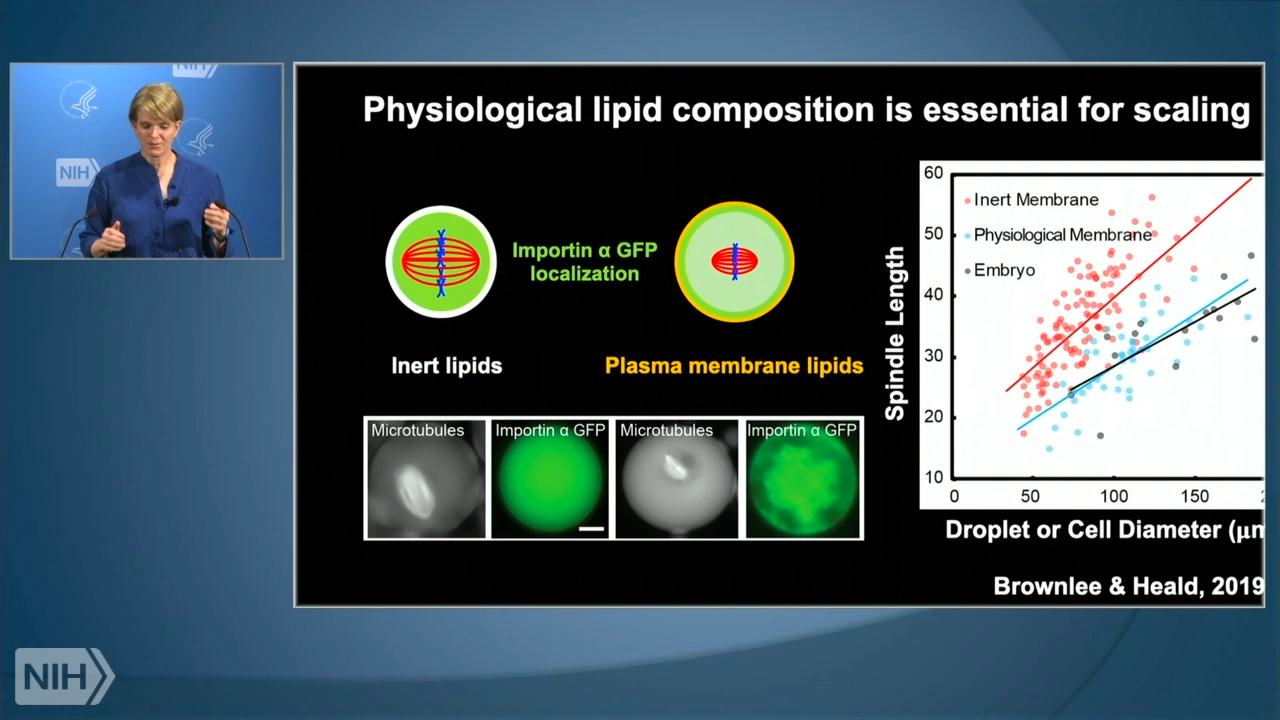 NIH
NIH
Physiological lipid composition is essential for scaling
Importin α GFP
localization
Inert lipids
Plasma membrane lipids
Microtubules
Importin α GFP
Microtubules
Importin α GFP
Spindle Length
60
50
40
30
20
10
Inert Membrane
Physiological Membrane
Embryo
0
50
100
150
Droplet or Cell Diameter (μm
Brownlee & Heald, 2019
NIH